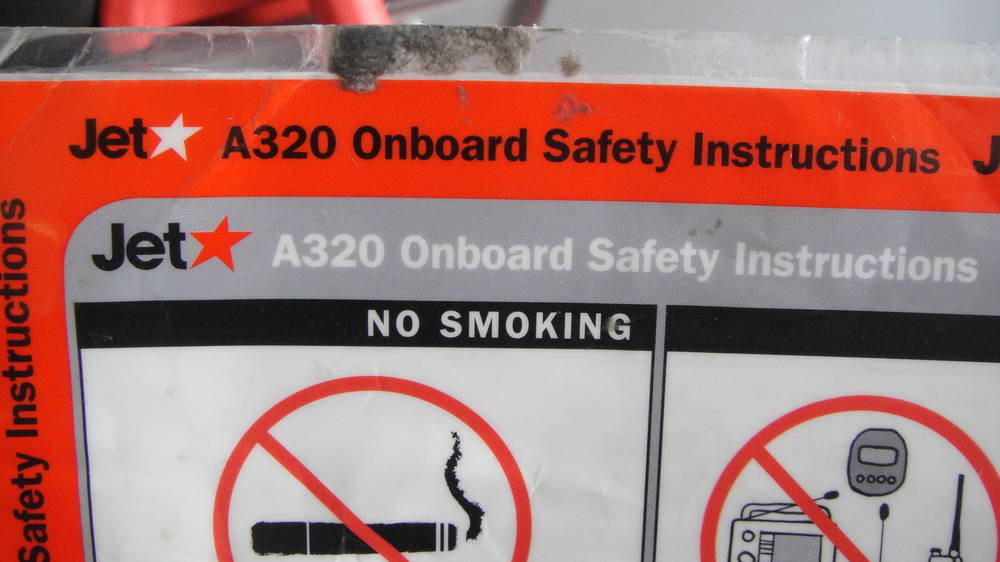 Jet★ A320 Onboard Safety Instructions J
Jet★ A320 Onboard Safety Instructions
Safety Instructions
NO SMOKING